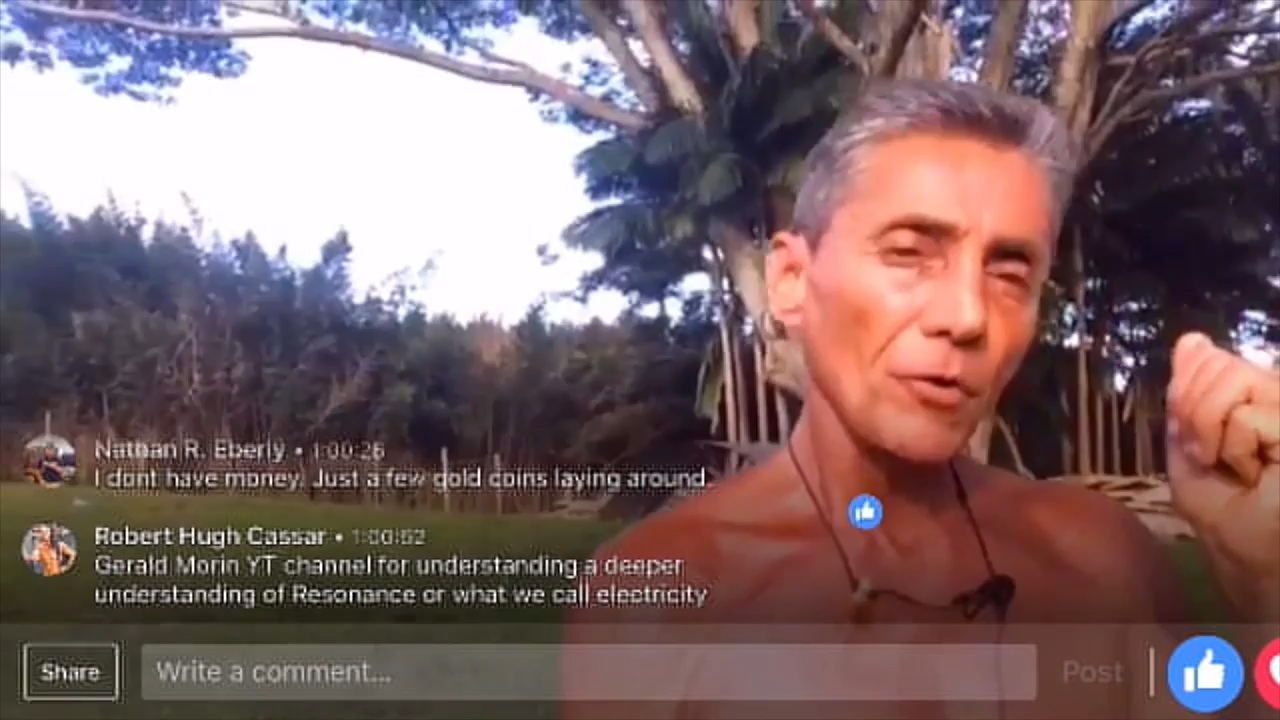 Nathan R. Eberly • 1:00:26
I dont have money. Just a few gold coins laying around
Robert Hugh Cassar • 1:00:52
Gerald Morin YT channel for understanding a deeper
understanding of Resonance or what we call electricity
Share
Write a comment...
Post